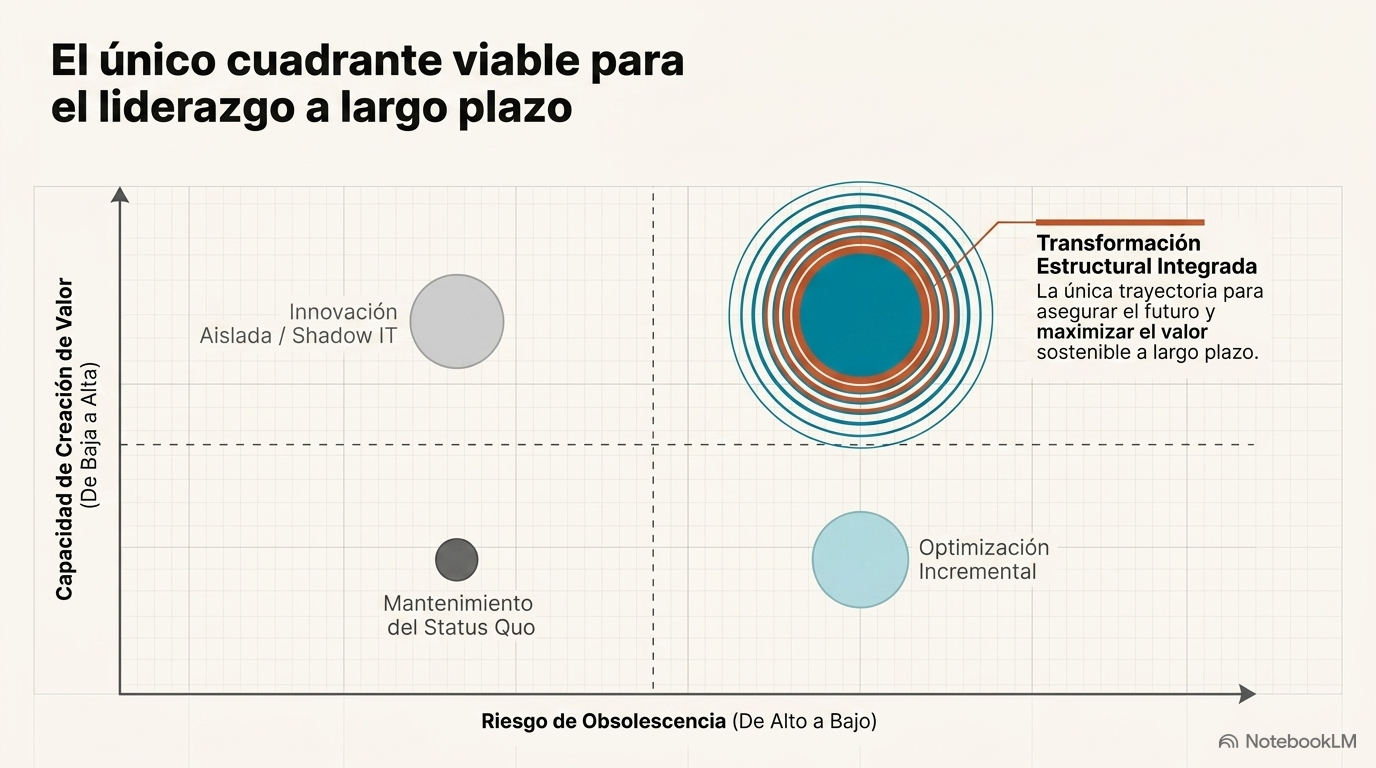 El único cuadrante viable para
el liderazgo a largo plazo
Capacidad de Creación de Valor
(De Baja a Alta)
Innovación
Aislada / Shadow IT
Transformación
Estructural Integrada
La única trayectoria para
asegurar el futuro y
maximizar el valor
sostenible a largo plazo.
Mantenimiento
del Status Quo
Optimización
Incremental
Riesgo de Obsolescencia (De Alto a Bajo)
NotebookLM